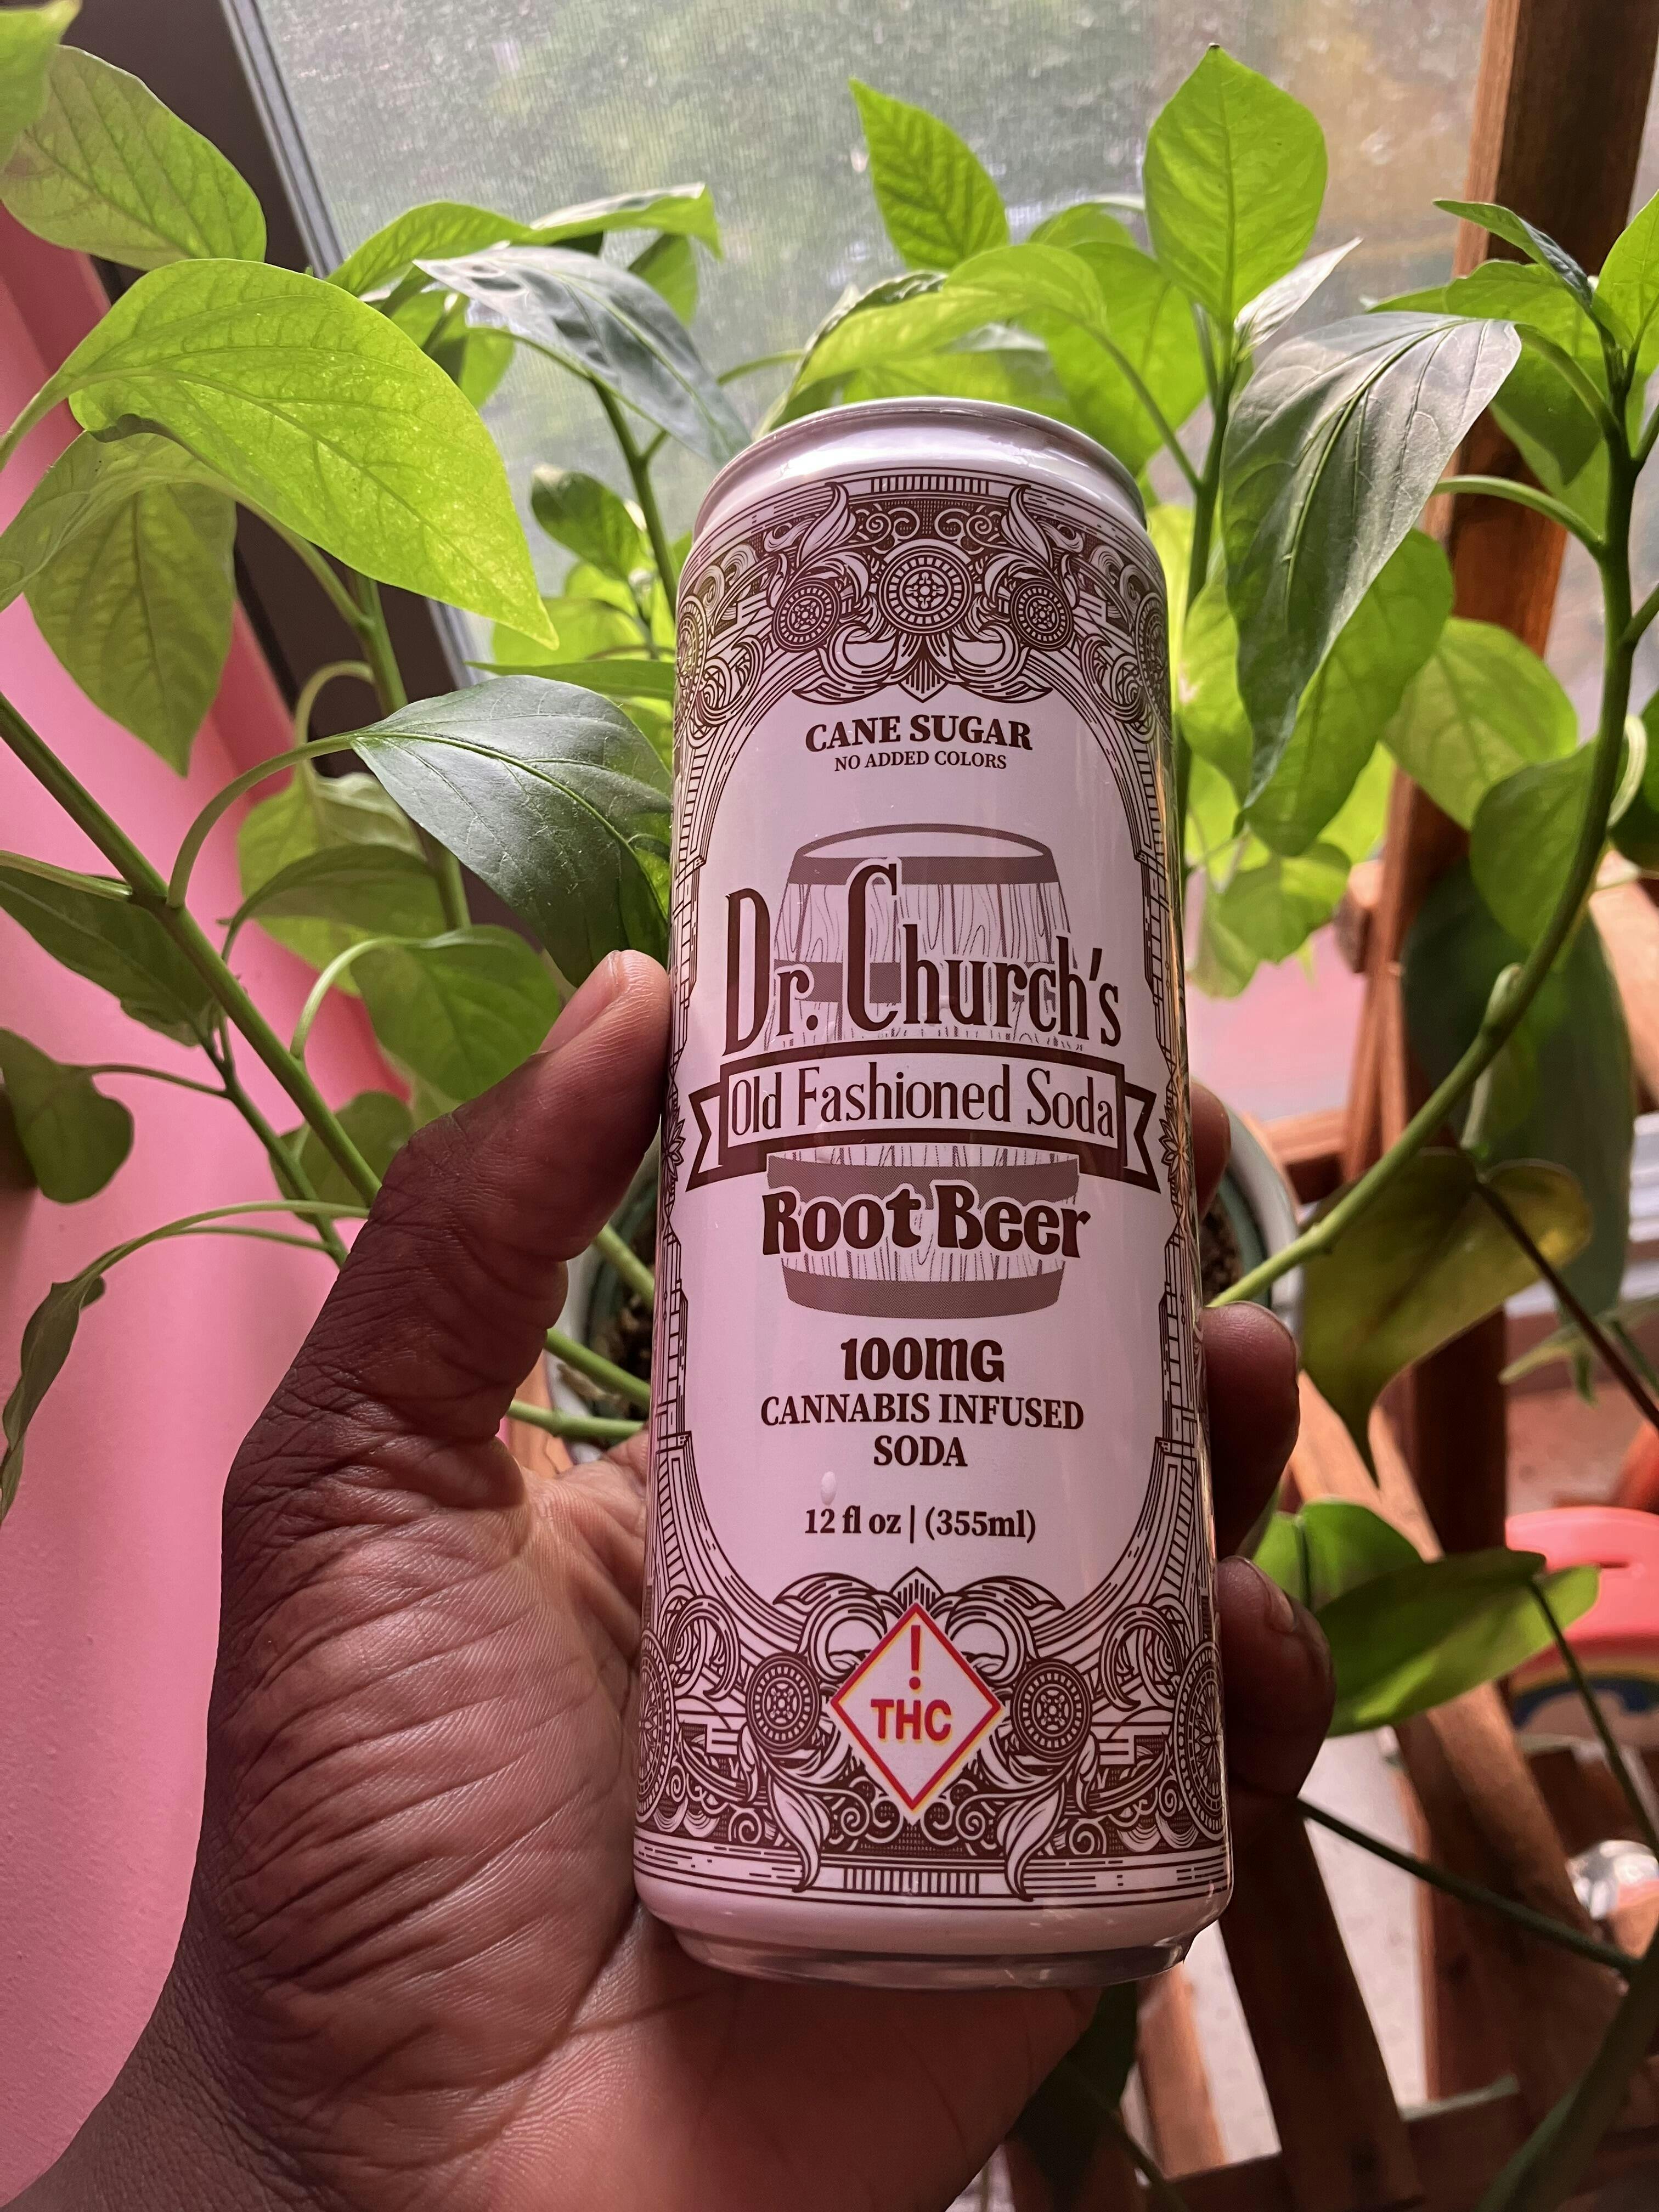 CANE SUGAR
NO ADDED COLORS
Dr. Church's
Old Fashioned Soda
Root Beer
100MG
CANNABIS INFUSED
SODA
12 fl oz | (355ml)
!
THC